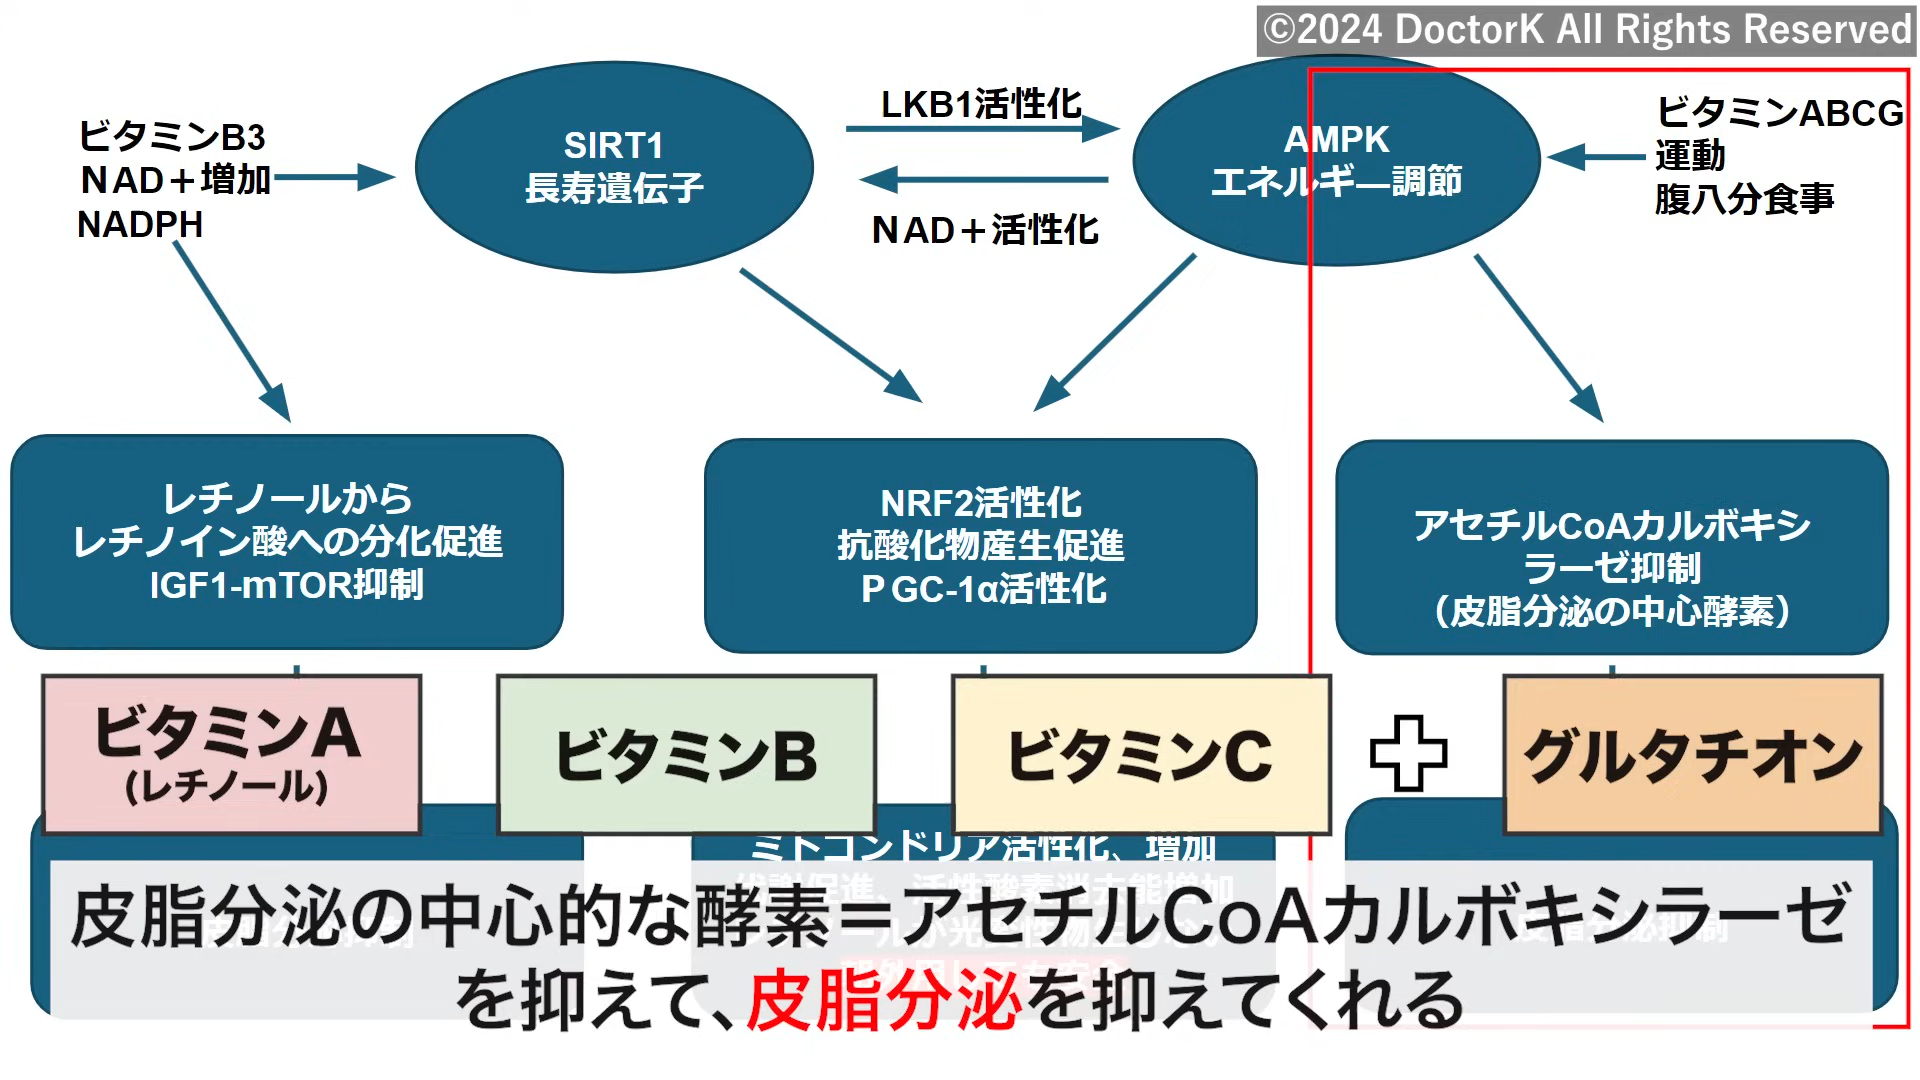 ©2024 DoctorK All Rights Reserved
ビタミンB3
NAD+増加
NADPH
SIRT1
長寿遺伝子
LKB1活性化
NAD+活性化
AMPK
エネルギ―調節
ビタミンABCG
運動
腹八分食事
レチノールから
レチノイン酸への分化促進
IGF1-mTOR抑制
NRF2活性化
抗酸化物産生促進
PGC-1α活性化
アセチルCoAカルボキシ
ラーゼ抑制
(皮脂分泌の中心酵素)
ビタミンA
(レチノール)
ビタミンB
ビタミンC
グルタチオン
ミトコンドリア活性化、増加
皮脂分泌の中心的な酵素=アセチルCoAカルボキシラーゼ
を抑えて、皮脂分泌を抑えてくれる